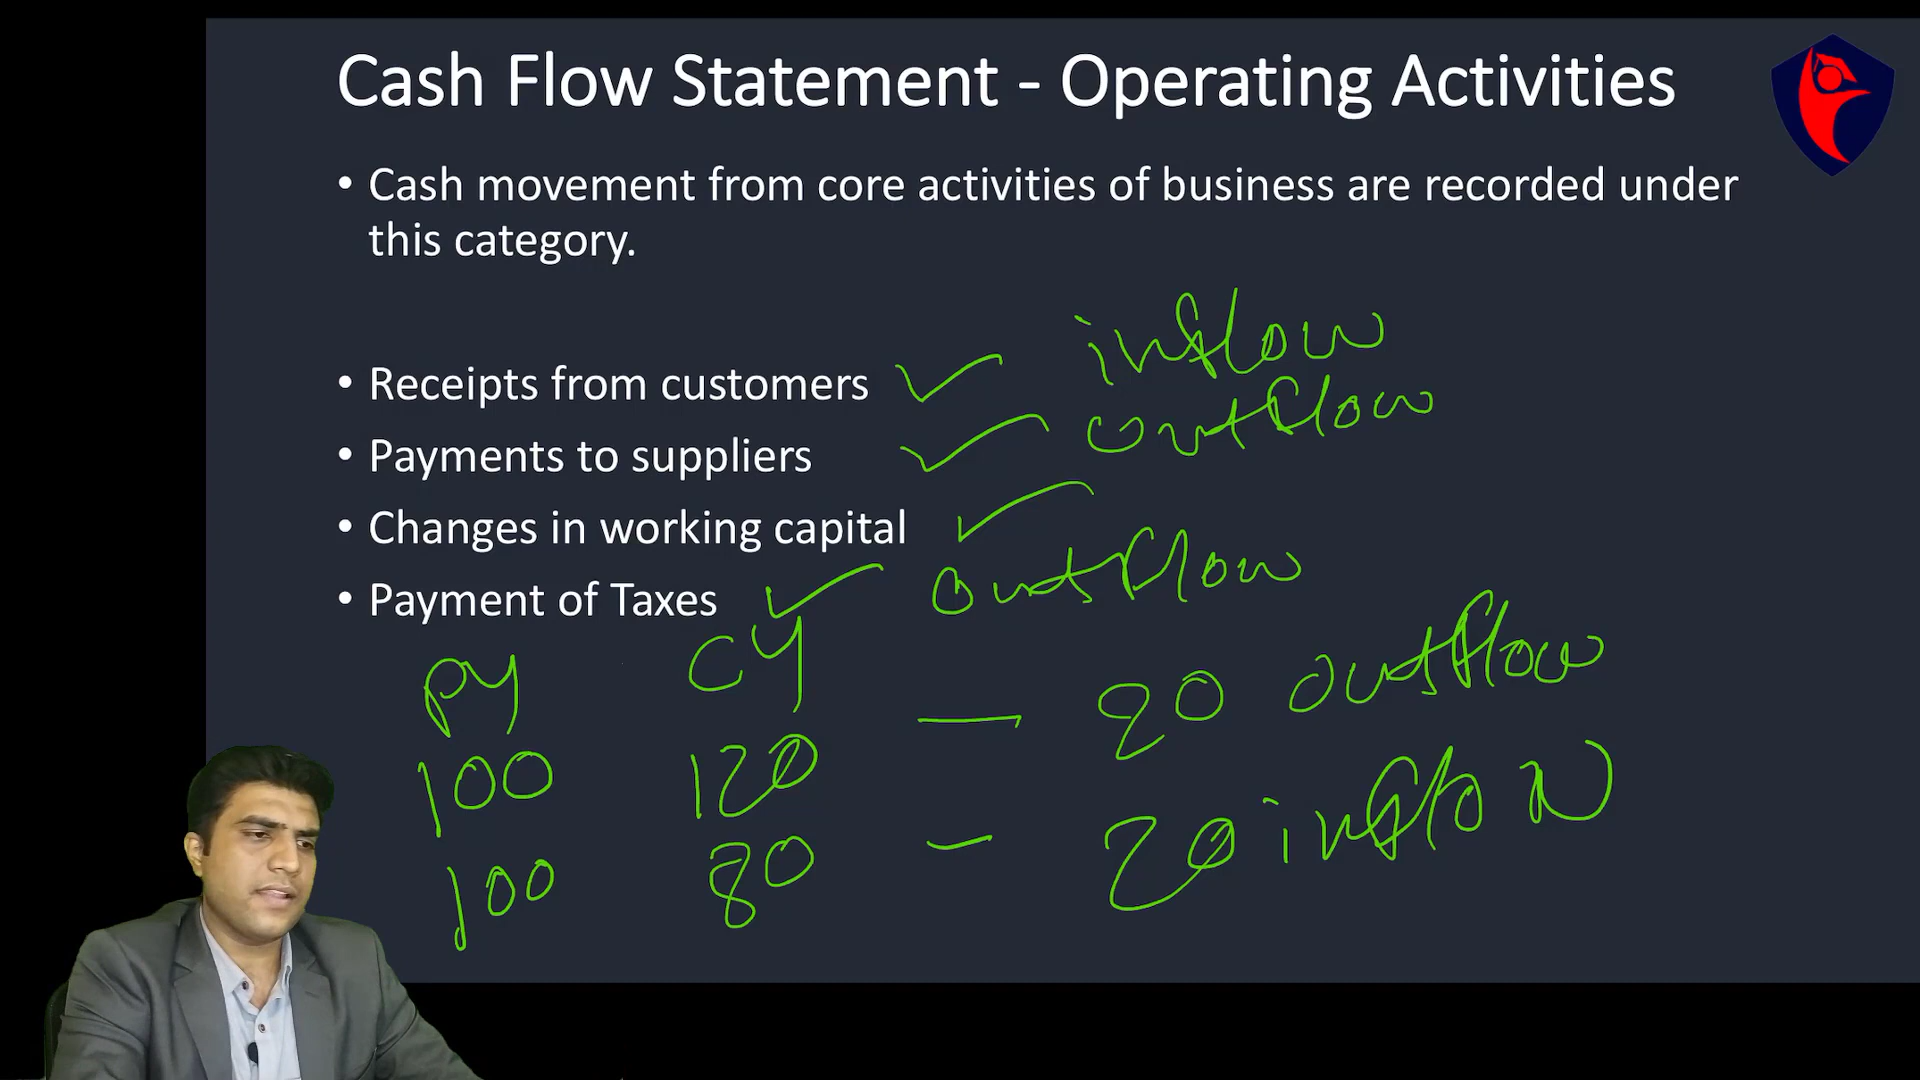 Cash Flow Statement - Operating Activities
• Cash movement from core activities of business are recorded under
this category.
• Receipts from customers ✓ inflow
• Payments to suppliers ✓ outflow
• Changes in working capital ✓
• Payment of Taxes ✓ outflow
PY CY
100 120 — 20 outflow
100 80 — 20 inflow